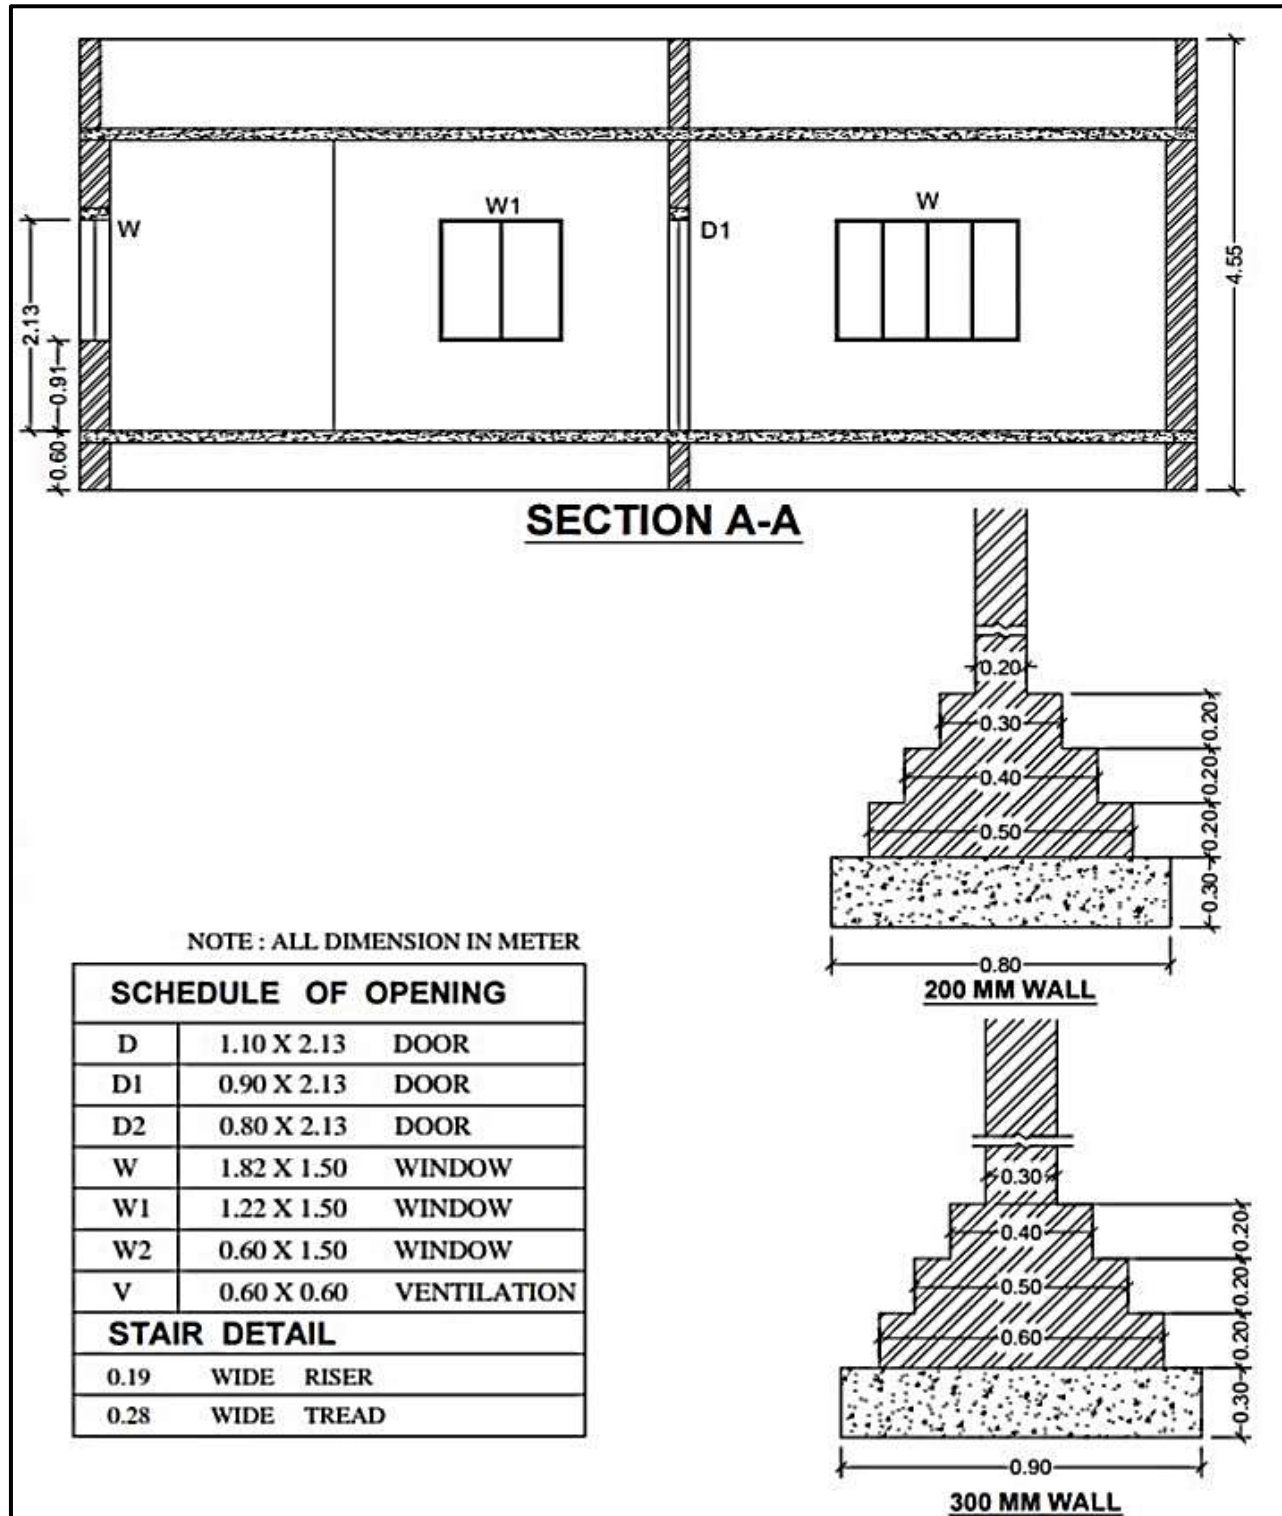 W1
W
W
D1
2.13
0.91
0.60
4.55
SECTION A-A
0.20
0.30
0.40
0.50
0.20
0.20
0.20
0.30
0.80
200 MM WALL
0.30
0.40
0.50
0.60
0.20
0.20
0.20
0.30
0.90
300 MM WALL
NOTE : ALL DIMENSION IN METER
SCHEDULE OF OPENING
D 1.10 X 2.13 DOOR
D1 0.90 X 2.13 DOOR
D2 0.80 X 2.13 DOOR
W 1.82 X 1.50 WINDOW
W1 1.22 X 1.50 WINDOW
W2 0.60 X 1.50 WINDOW
V 0.60 X 0.60 VENTILATION
STAIR DETAIL
0.19 WIDE RISER
0.28 WIDE TREAD